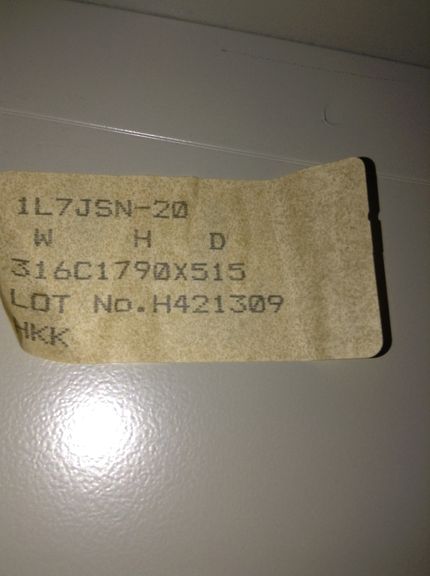 1L7JSN-20
W H D
316C1790X515
LOT No.H421309
HKK